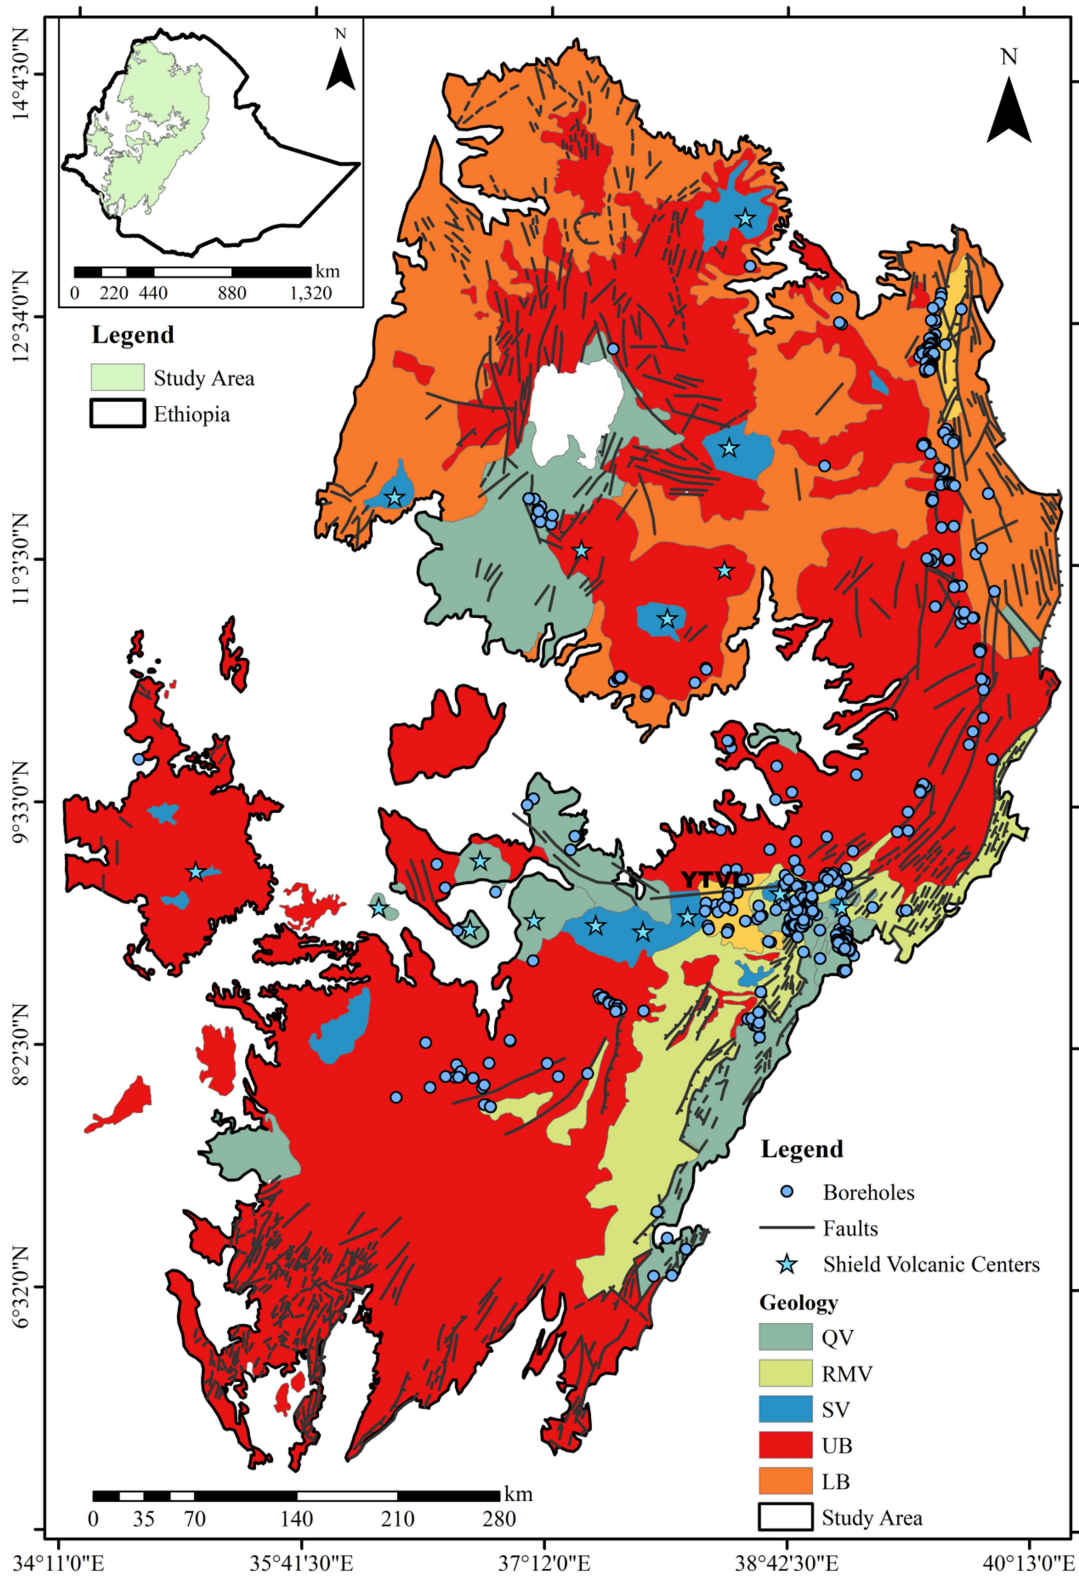 N
km
0 220 440 880 1,320
Legend
Study Area
Ethiopia
N
14°4'30"N
12°34'0"N
11°3'30"N
9°33'0"N
8°2'30"N
6°32'0"N
YTVL
Legend
Boreholes
Faults
Shield Volcanic Centers
Geology
QV
RMV
SV
UB
LB
Study Area
km
0 35 70 140 210 280
34°11'0"E 35°41'30"E 37°12'0"E 38°42'30"E 40°13'0"E